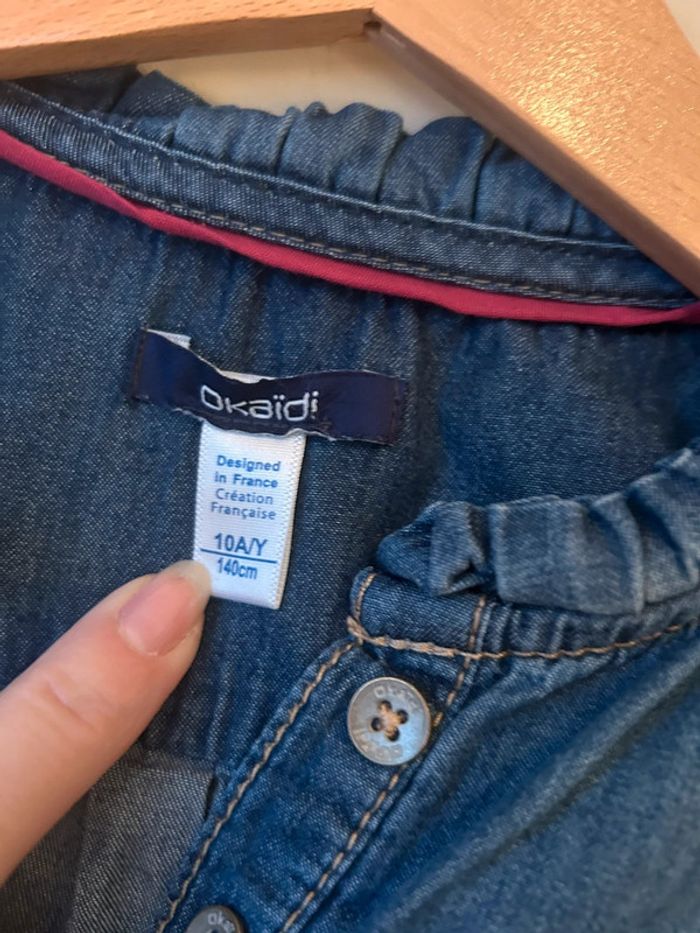 Okaïdi
Designed
in France
Création
Française
10A/Y
140cm